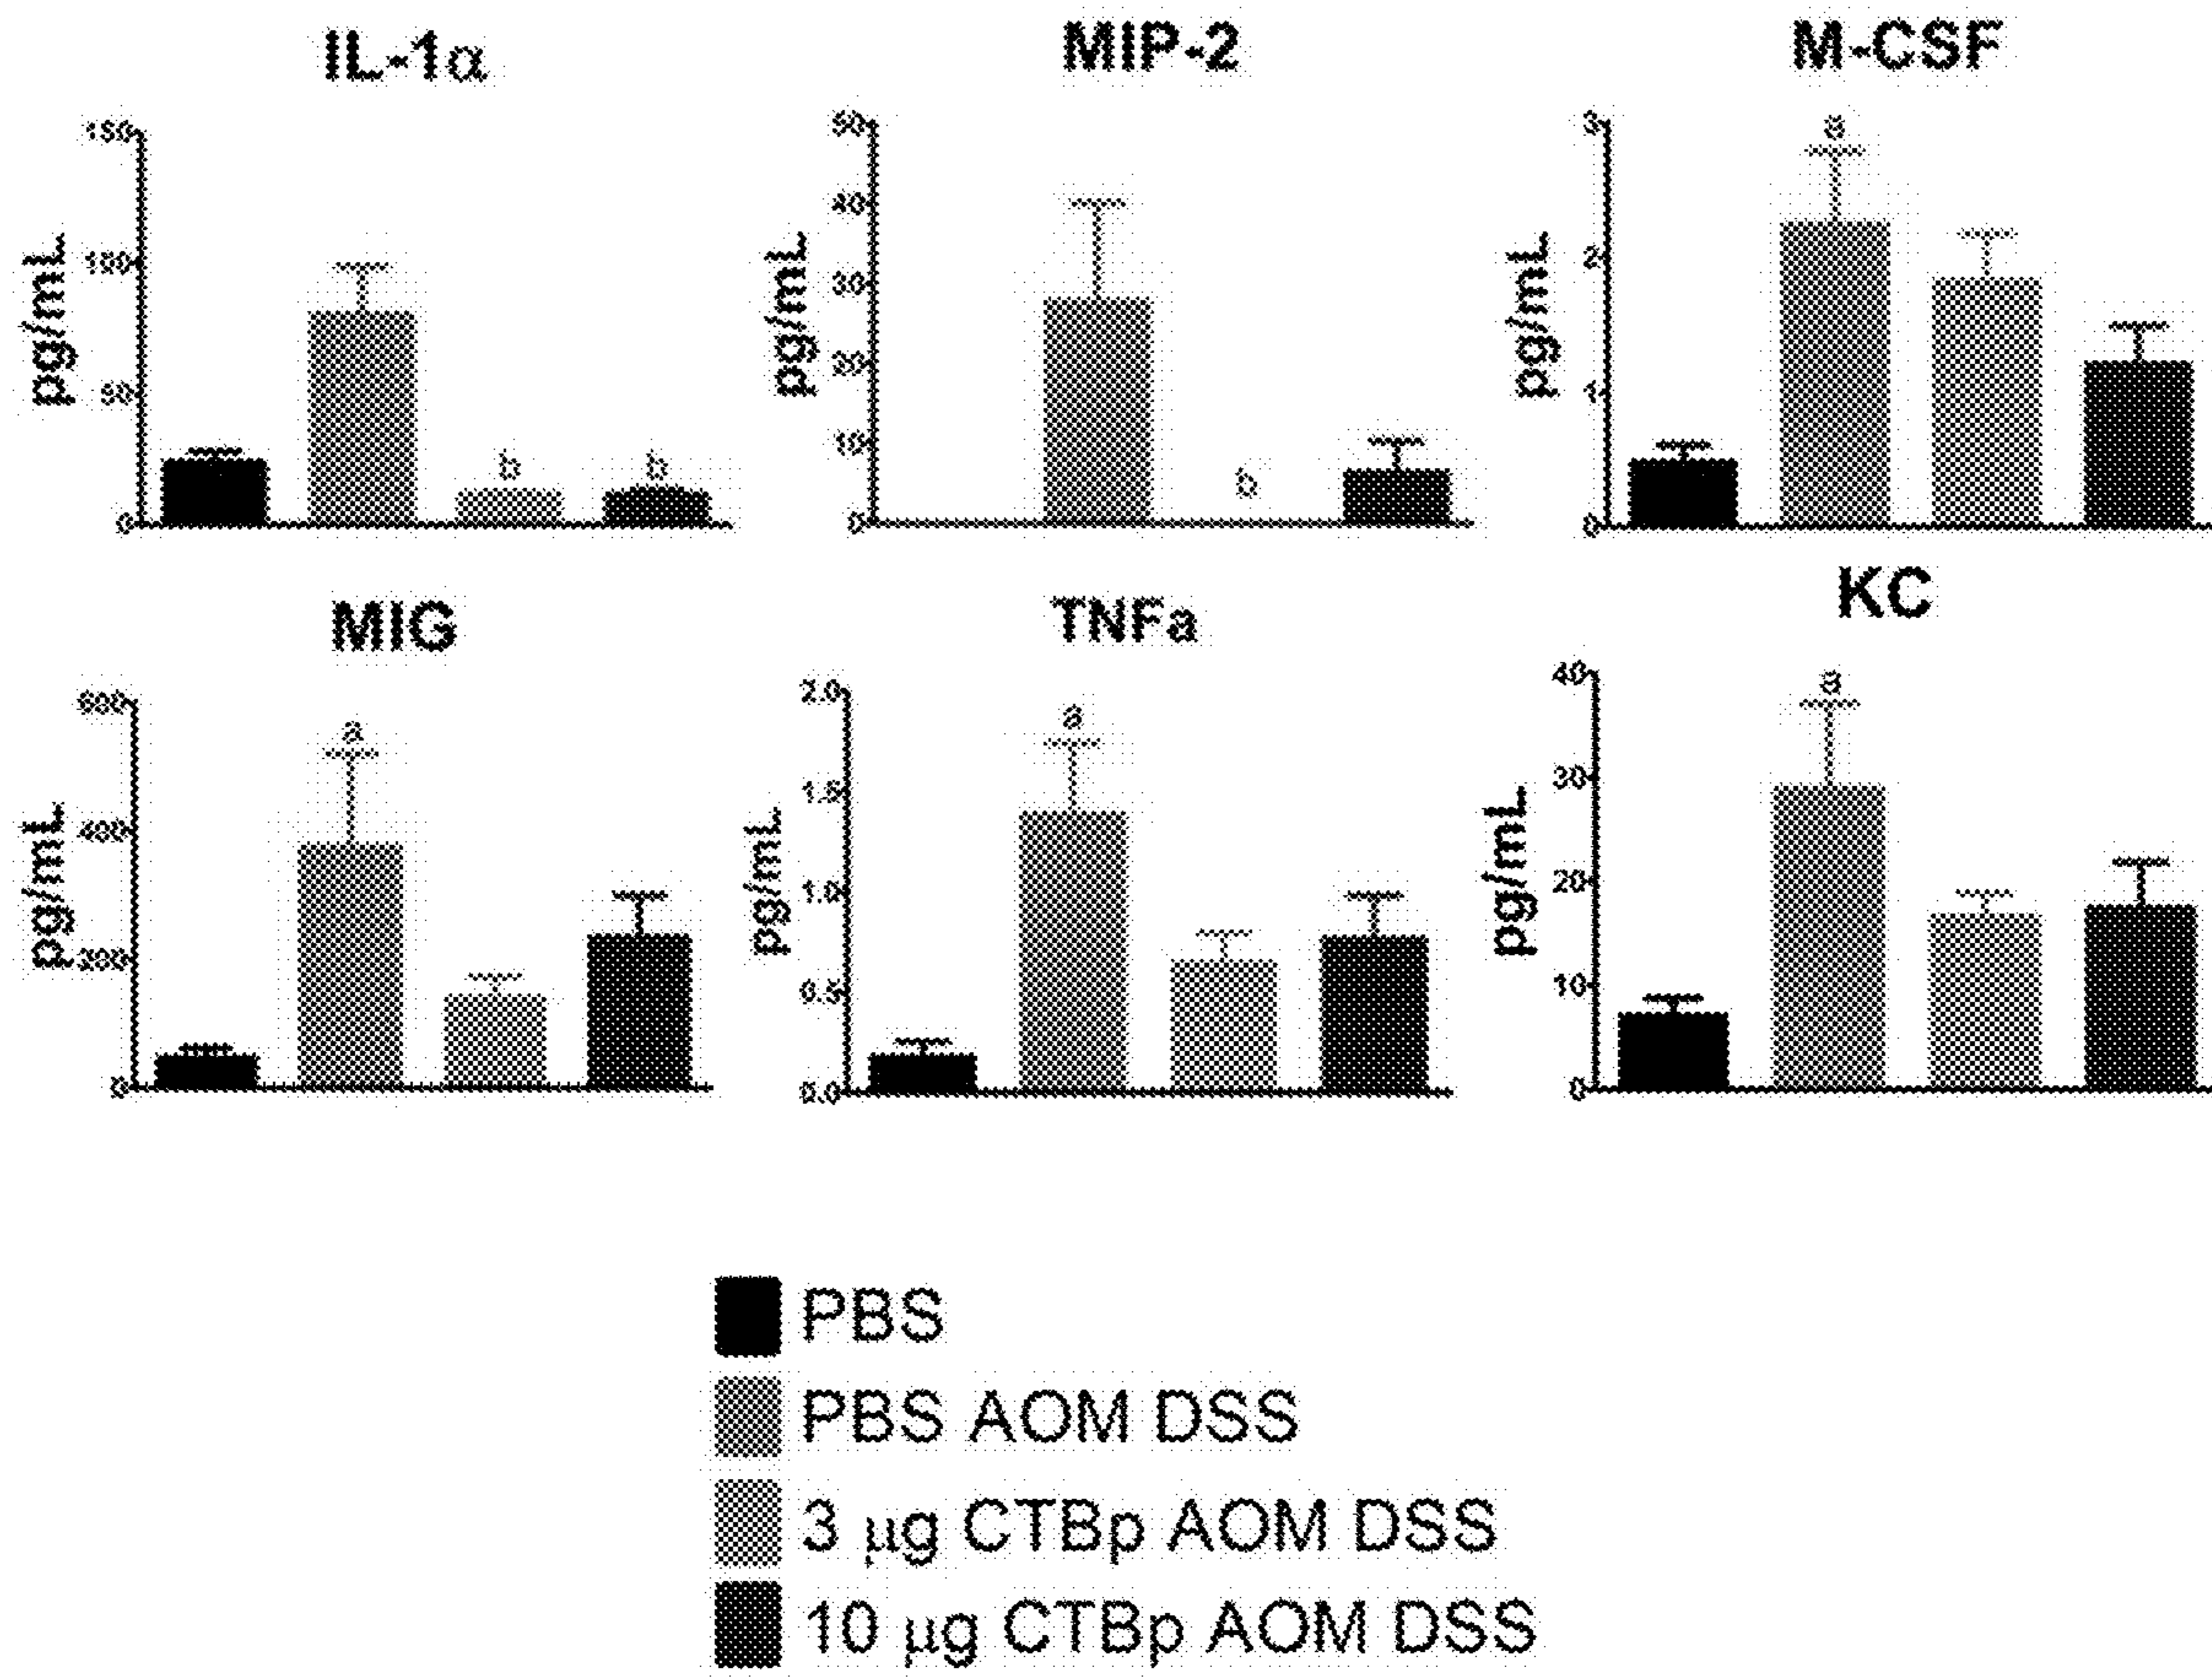 IL-1α
MIP-2
M-CSF
pg/mL
150
100
50
0
b
b
pg/mL
50
40
30
20
10
0
b
pg/mL
3
2
1
0
a
MIG
TNFa
KC
pg/mL
600
400
200
0
a
pg/mL
2.0
1.5
1.0
0.5
0.0
a
pg/mL
40
30
20
10
0
a
PBS
PBS AOM DSS
3 µg CTBp AOM DSS
10 µg CTBp AOM DSS